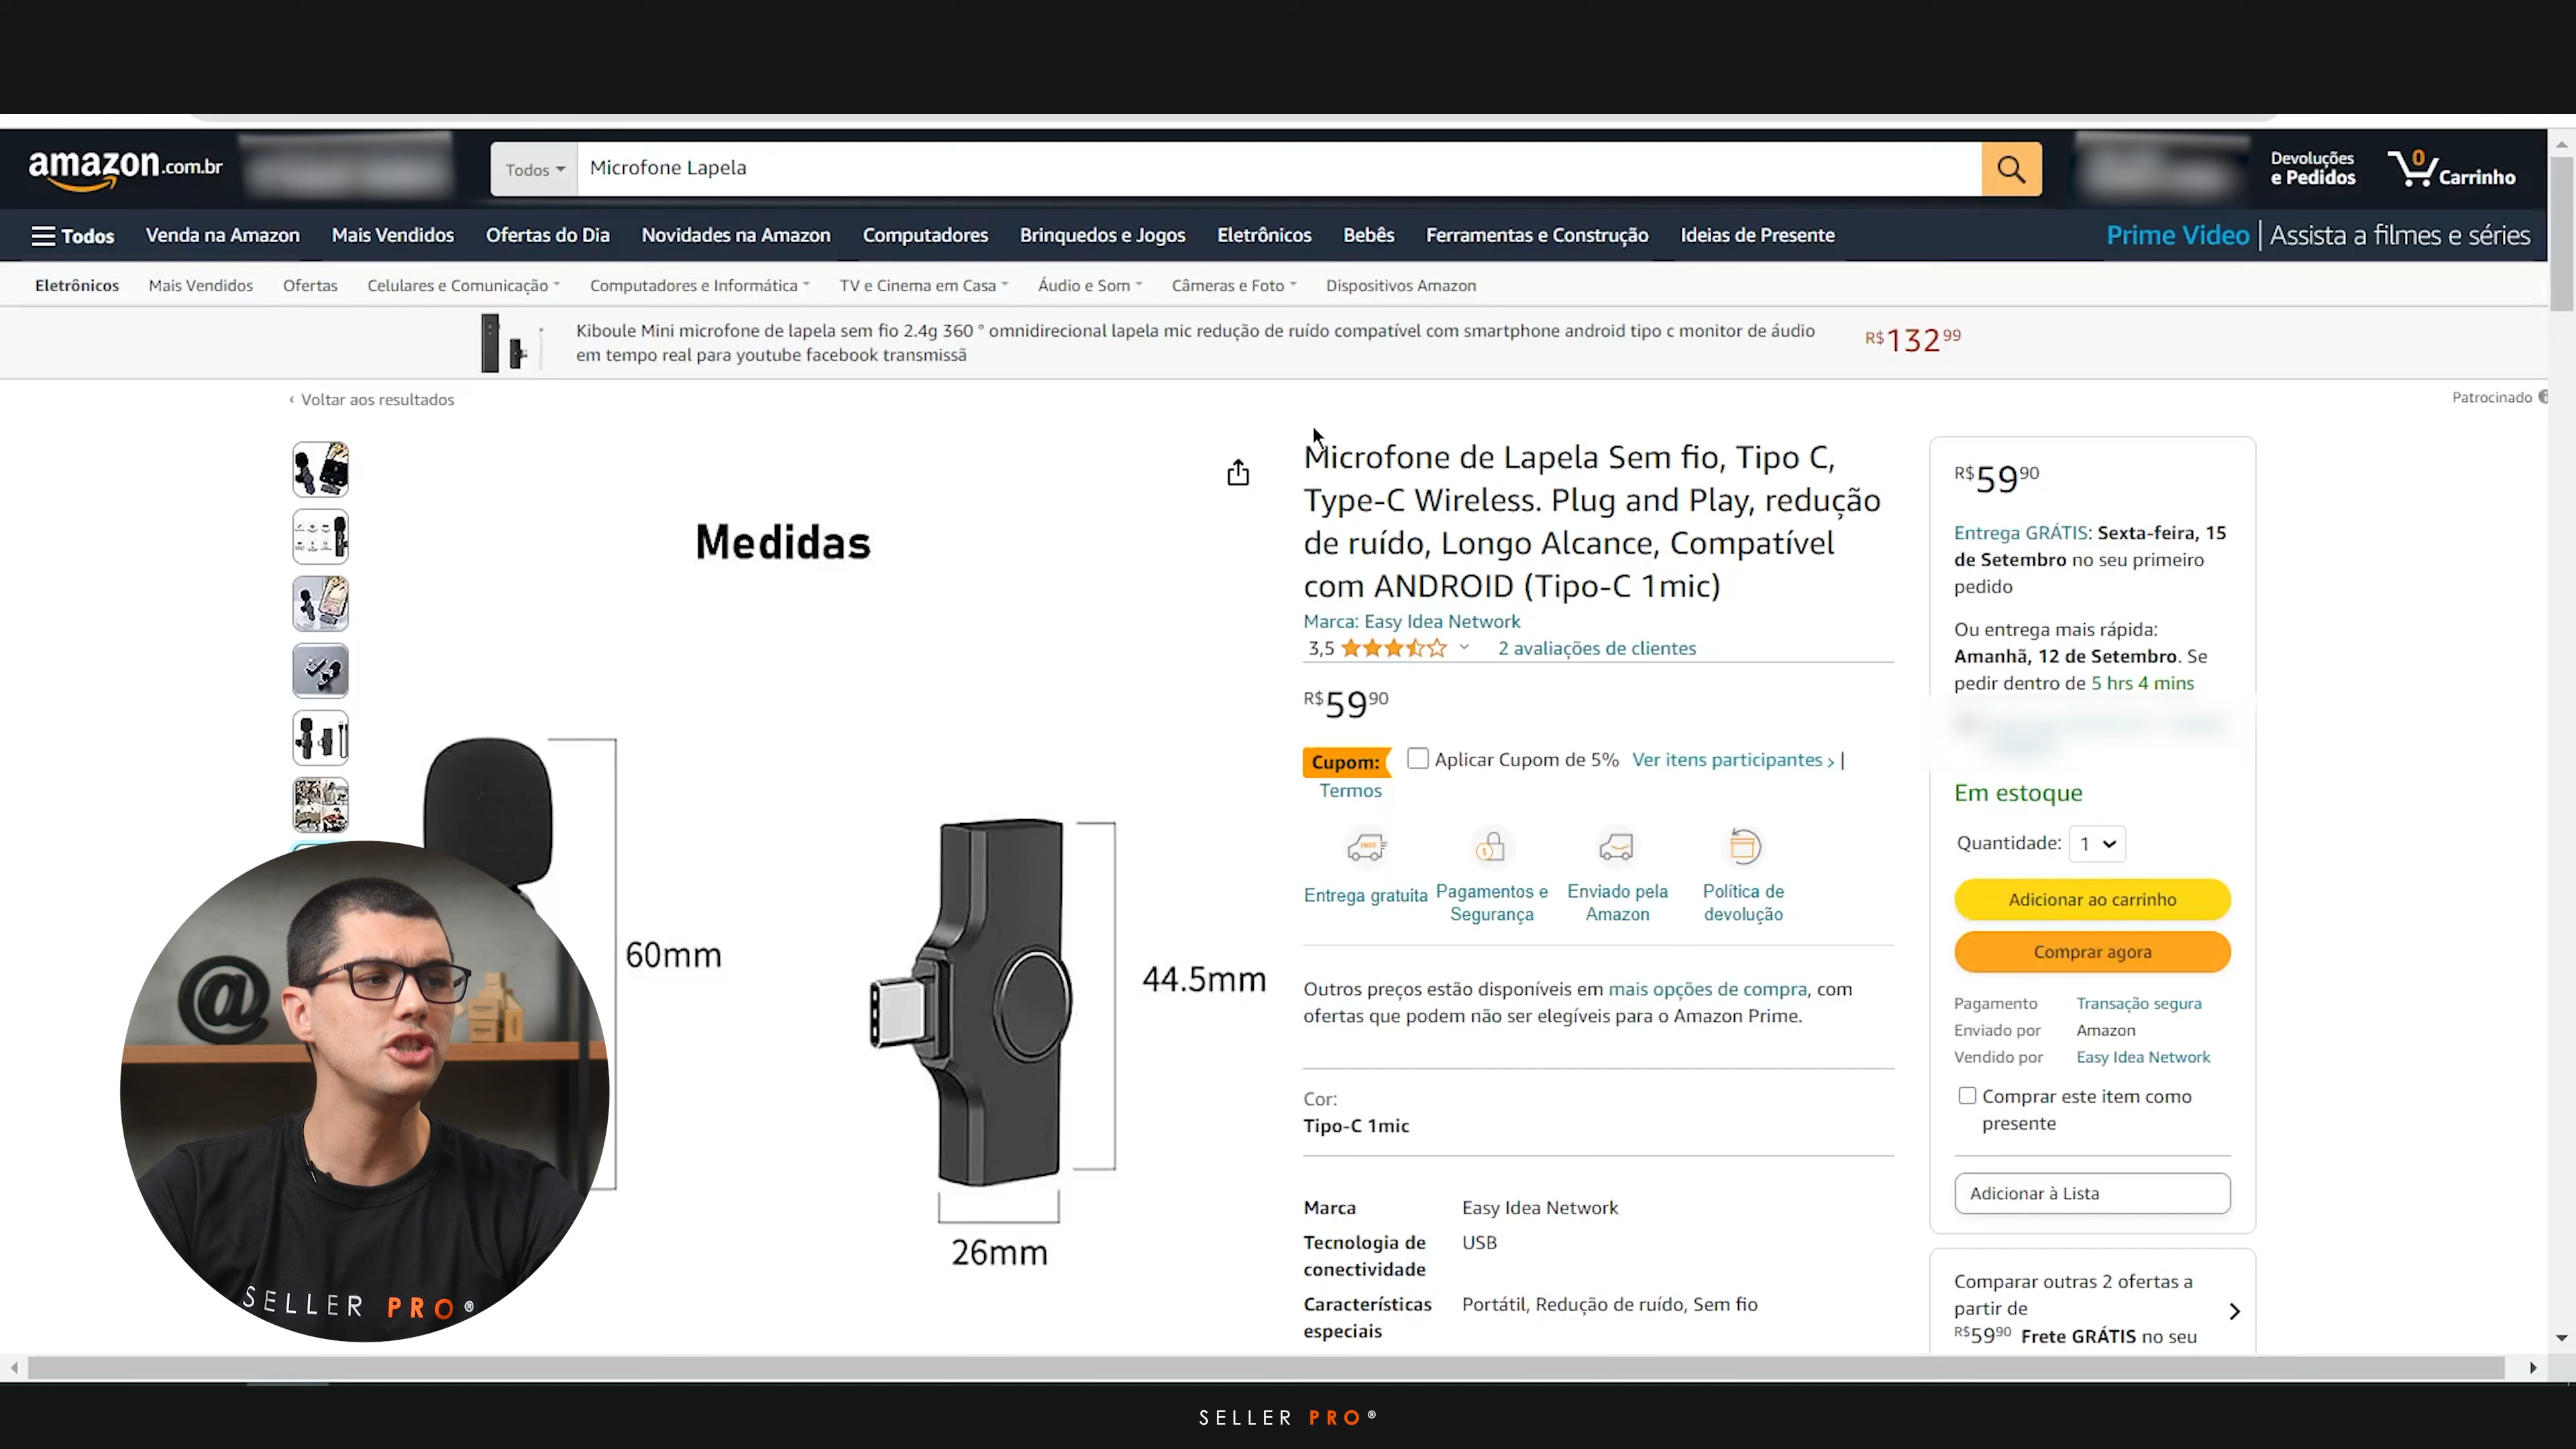 amazon.com.br
Todos
Microfone Lapela
Devoluções
e Pedidos
0
Carrinho
Todos
Venda na Amazon
Mais Vendidos
Ofertas do Dia
Novidades na Amazon
Computadores
Brinquedos e Jogos
Eletrônicos
Bebês
Ferramentas e Construção
Ideias de Presente
Prime Video | Assista a filmes e séries
Eletrônicos
Mais Vendidos
Ofertas
Celulares e Comunicação
Computadores e Informática
TV e Cinema em Casa
Áudio e Som
Câmeras e Foto
Dispositivos Amazon
Kiboule Mini microfone de lapela sem fio 2.4g 360 ° omnidirecional lapela mic redução de ruído compatível com smartphone android tipo c monitor de áudio
em tempo real para youtube facebook transmissã
R$132 99
‹ Voltar aos resultados
Patrocinado
Medidas
60mm
44.5mm
26mm
Microfone de Lapela Sem fio, Tipo C,
Type-C Wireless. Plug and Play, redução
de ruído, Longo Alcance, Compatível
com ANDROID (Tipo-C 1mic)
Marca: Easy Idea Network
3,5
2 avaliações de clientes
R$59 90
Cupom:
Aplicar Cupom de 5%
Ver itens participantes › |
Termos
FREE
Entrega gratuita
Pagamentos e
Segurança
Enviado pela
Amazon
Política de
devolução
Outros preços estão disponíveis em mais opções de compra, com
ofertas que podem não ser elegíveis para o Amazon Prime.
Cor:
Tipo-C 1mic
Marca
Easy Idea Network
Tecnologia de
conectividade
USB
Características
especiais
Portátil, Redução de ruído, Sem fio
R$59 90
Entrega GRÁTIS: Sexta-feira, 15
de Setembro no seu primeiro
pedido
Ou entrega mais rápida:
Amanhã, 12 de Setembro. Se
pedir dentro de 5 hrs 4 mins
Em estoque
Quantidade: 1
Adicionar ao carrinho
Comprar agora
Pagamento
Transação segura
Enviado por
Amazon
Vendido por
Easy Idea Network
Comprar este item como
presente
Adicionar à Lista
Comparar outras 2 ofertas a
partir de
R$59 90 Frete GRÁTIS no seu
@
SELLER PRO®
SELLER PRO®